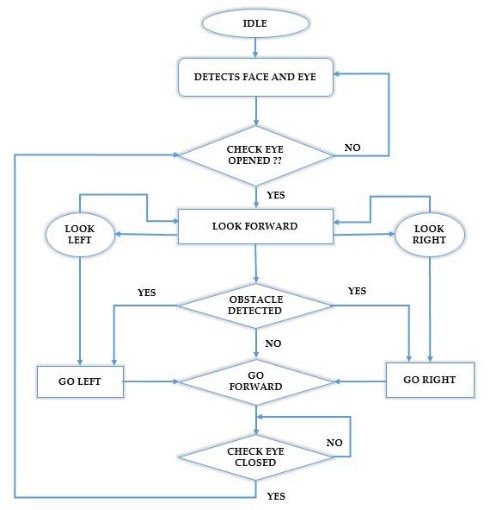 IDLE
DETECTS FACE AND EYE
CHECK EYE
OPENED ??
NO
YES
LOOK
LEFT
LOOK FORWARD
LOOK
RIGHT
YES
OBSTACLE
DETECTED
YES
NO
GO LEFT
GO
FORWARD
GO RIGHT
NO
CHECK EYE
CLOSED
YES